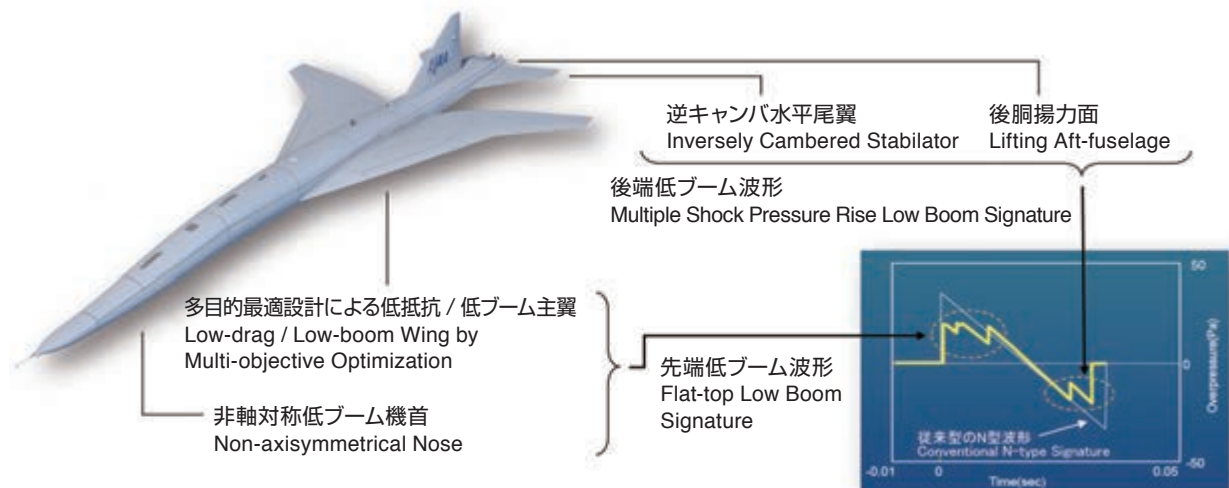 逆キャンバ水平尾翼
Inversely Cambered Stabilator
後胴揚力面
Lifting Aft-fuselage
後端低ブーム波形
Multiple Shock Pressure Rise Low Boom Signature
多目的最適設計による低抵抗 / 低ブーム主翼
Low-drag / Low-boom Wing by
Multi-objective Optimization
非軸対称低ブーム機首
Non-axisymmetrical Nose
先端低ブーム波形
Flat-top Low Boom
Signature
50
0
-50
Overpressure(Pa)
従来型のN型波形
Conventional N-type Signature
-0.01
0
0.05
Time(sec)